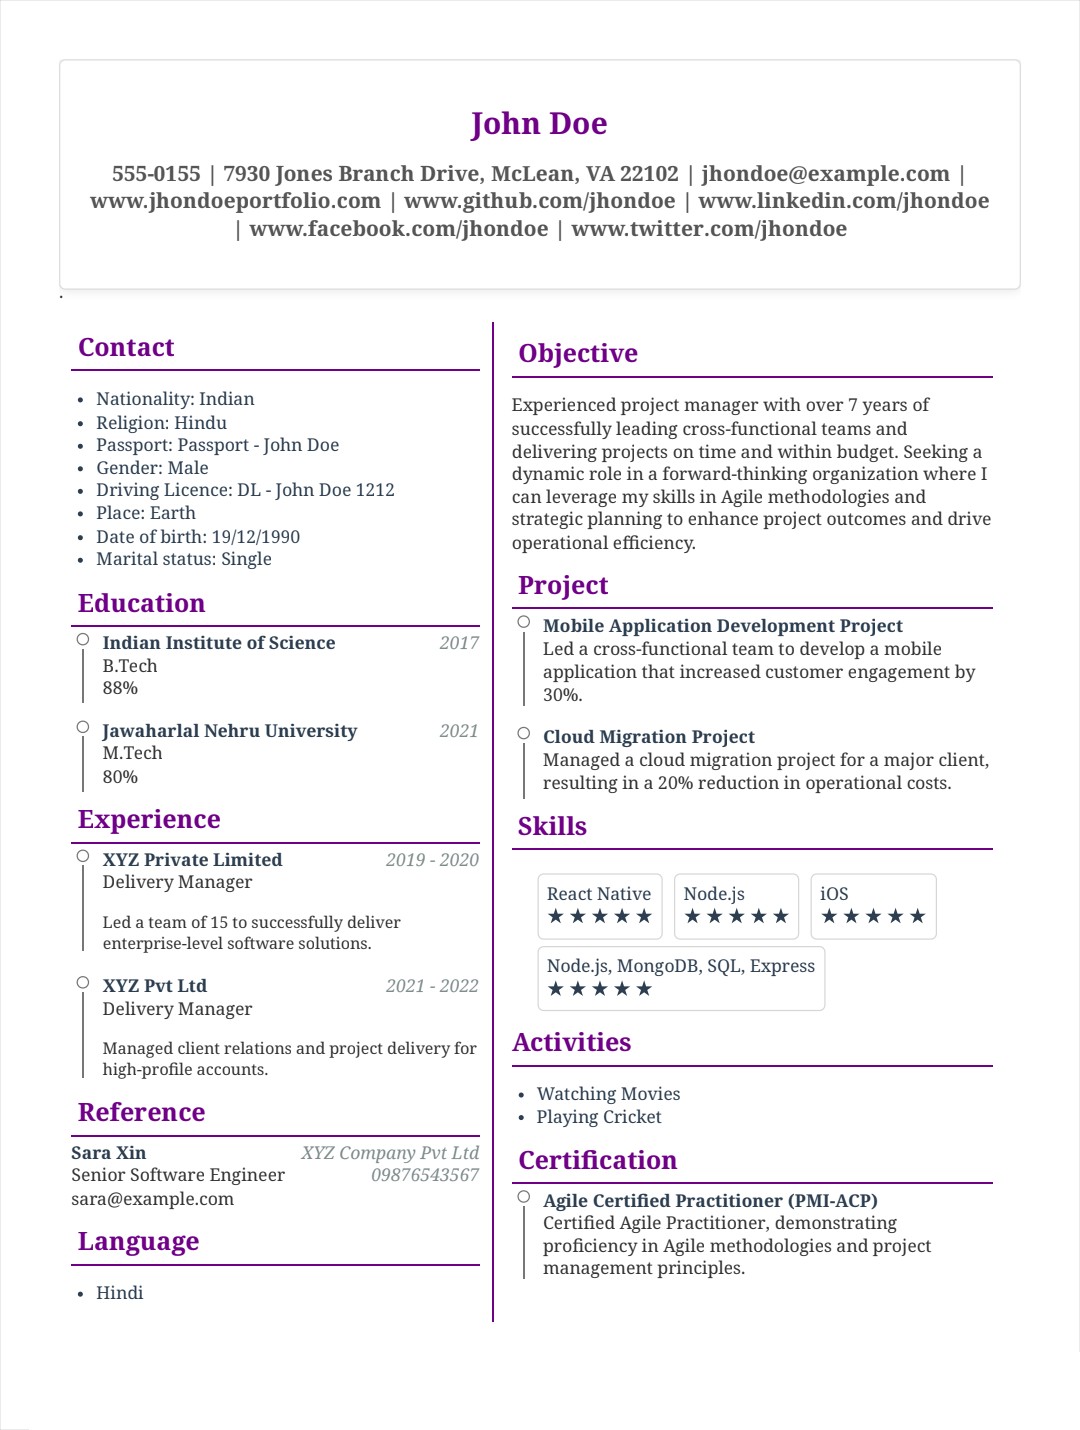 John Doe
555-0155 | 7930 Jones Branch Drive, McLean, VA 22102 | jhondoe@example.com |
www.jhondoeportfolio.com | www.github.com/jhondoe | www.linkedin.com/jhondoe
| www.facebook.com/jhondoe | www.twitter.com/jhondoe
.
Contact
• Nationality: Indian
• Religion: Hindu
• Passport: Passport - John Doe
• Gender: Male
• Driving Licence: DL - John Doe 1212
• Place: Earth
• Date of birth: 19/12/1990
• Marital status: Single
Education
Indian Institute of Science 2017
B.Tech
88%
Jawaharlal Nehru University 2021
M.Tech
80%
Experience
XYZ Private Limited 2019 - 2020
Delivery Manager
Led a team of 15 to successfully deliver
enterprise-level software solutions.
XYZ Pvt Ltd 2021 - 2022
Delivery Manager
Managed client relations and project delivery for
high-profile accounts.
Reference
Sara Xin XYZ Company Pvt Ltd
Senior Software Engineer 09876543567
sara@example.com
Language
• Hindi
Objective
Experienced project manager with over 7 years of
successfully leading cross-functional teams and
delivering projects on time and within budget. Seeking a
dynamic role in a forward-thinking organization where I
can leverage my skills in Agile methodologies and
strategic planning to enhance project outcomes and drive
operational efficiency.
Project
Mobile Application Development Project
Led a cross-functional team to develop a mobile
application that increased customer engagement by
30%.
Cloud Migration Project
Managed a cloud migration project for a major client,
resulting in a 20% reduction in operational costs.
Skills
React Native
★★★★★
Node.js
★★★★★
iOS
★★★★★
Node.js, MongoDB, SQL, Express
★★★★★
Activities
• Watching Movies
• Playing Cricket
Certification
Agile Certified Practitioner (PMI-ACP)
Certified Agile Practitioner, demonstrating
proficiency in Agile methodologies and project
management principles.